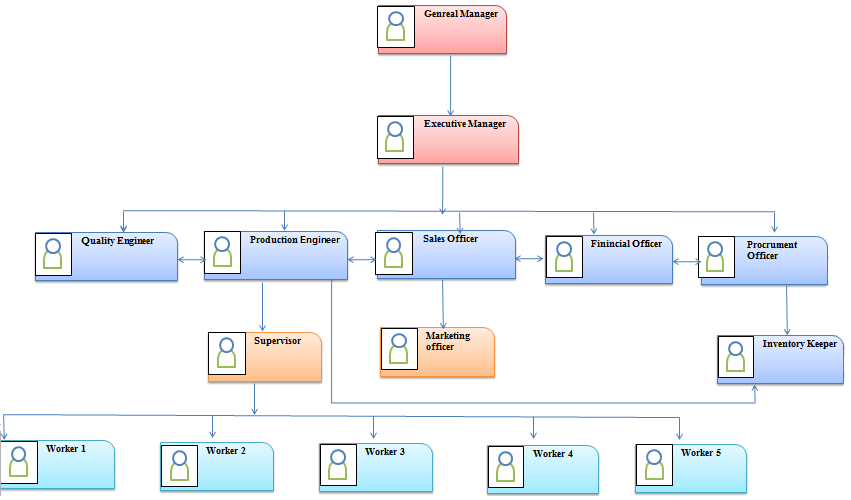 Genreal Manager
Executive Manager
Quality Engineer
Production Engineer
Sales Officer
Finincial Officer
Procrument
Officer
Supervisor
Marketing
officer
Inventory Keeper
Worker 1
Worker 2
Worker 3
Worker 4
Worker 5